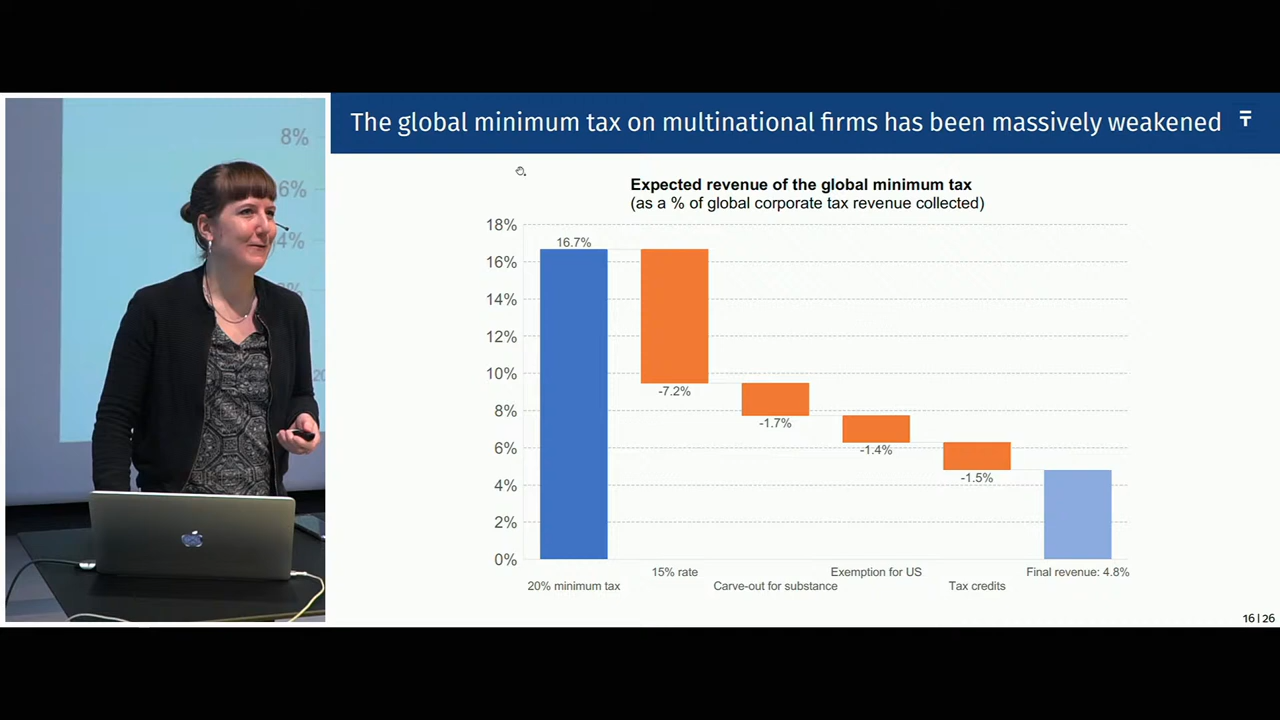 The global minimum tax on multinational firms has been massively weakened
Expected revenue of the global minimum tax
(as a % of global corporate tax revenue collected)
18%
16%
14%
12%
10%
8%
6%
4%
2%
0%
16.7%
-7.2%
-1.7%
-1.4%
-1.5%
20% minimum tax
15% rate
Carve-out for substance
Exemption for US
Tax credits
Final revenue: 4.8%
16|26
8%
6%
4%